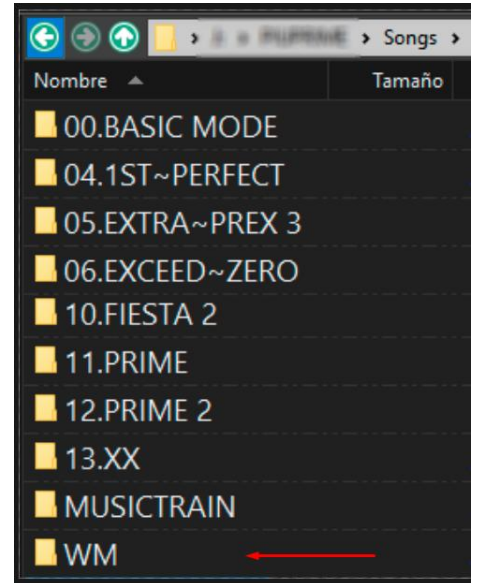 Songs
Nombre Tamaño
00.BASIC MODE
04.1ST~PERFECT
05.EXTRA~PREX 3
06.EXCEED~ZERO
10.FIESTA 2
11.PRIME
12.PRIME 2
13.XX
MUSICTRAIN
WM